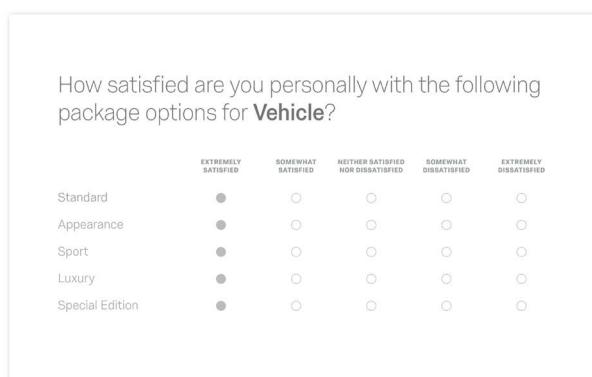 How satisfied are you personally with the following
package options for Vehicle?
EXTREMELY SATISFIED
SOMEWHAT SATISFIED
NEITHER SATISFIED NOR DISSATISFIED
SOMEWHAT DISSATISFIED
EXTREMELY DISSATISFIED
Standard
Appearance
Sport
Luxury
Special Edition